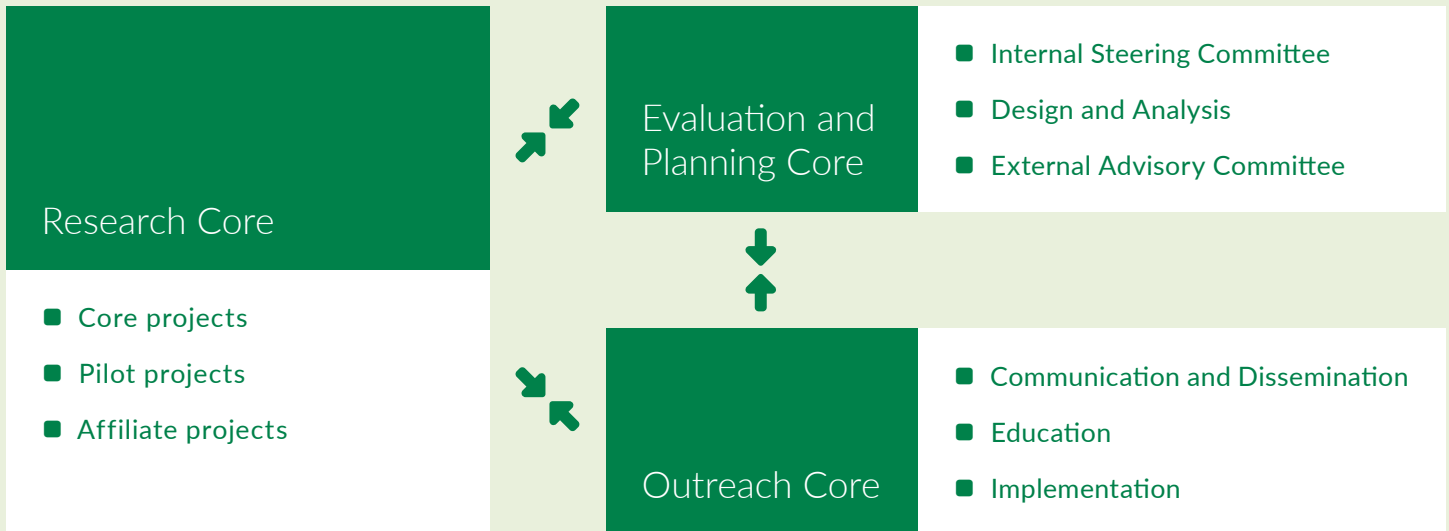 Research Core
Core projects
Pilot projects
Affiliate projects
Evaluation and
Planning Core
Internal Steering Committee
Design and Analysis
External Advisory Committee
Outreach Core
Communication and Dissemination
Education
Implementation